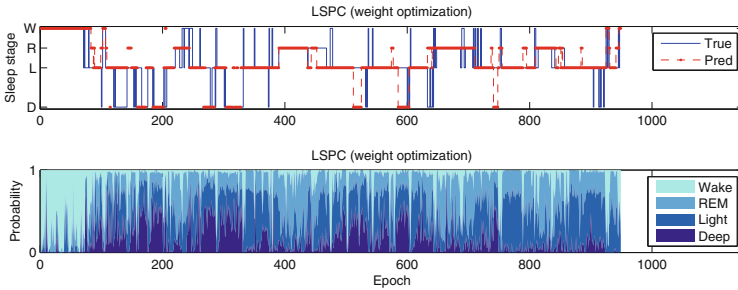 LSPC (weight optimization)
Sleep stage
W
R
L
D
True
Pred
0 200 400 600 800 1000
LSPC (weight optimization)
Probability
1
0
Wake
REM
Light
Deep
0 200 400 600 800 1000
Epoch